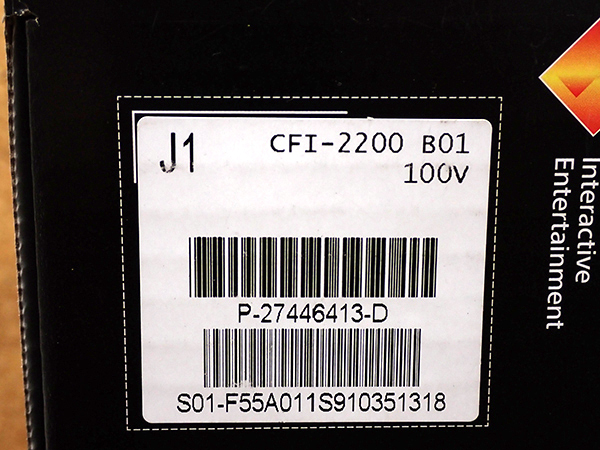 J1
CFI-2200 B01
100V
P-27446413-D
S01-F55A011S910351318
Interactive
Entertainment